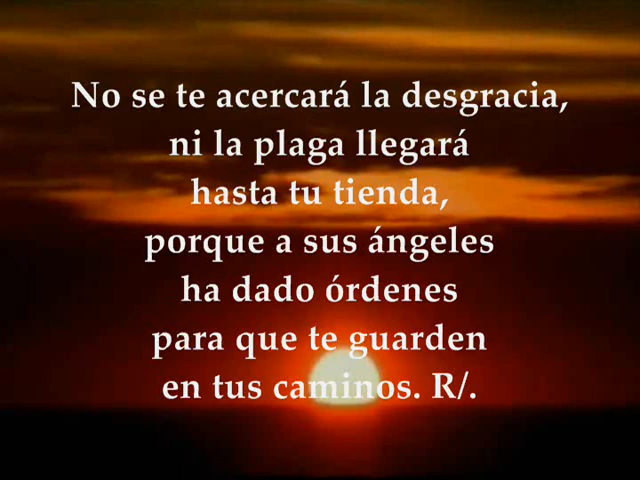 No se te acercará la desgracia,
ni la plaga llegará
hasta tu tienda,
porque a sus ángeles
ha dado órdenes
para que te guarden
en tus caminos. R/.